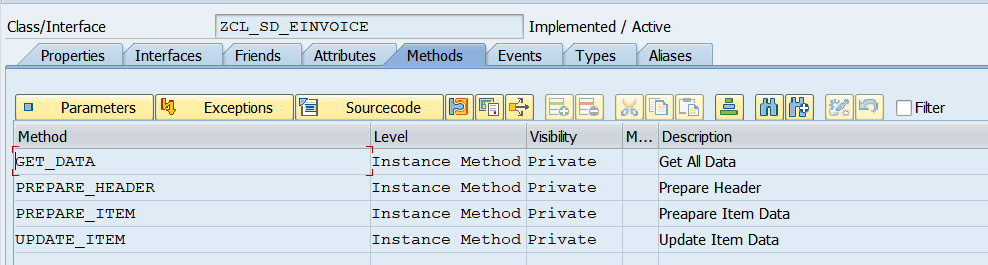 Class/Interface ZCL_SD_EINVOICE Implemented / Active
Properties Interfaces Friends Attributes Methods Events Types Aliases
Parameters Exceptions Sourcecode Filter
Method Level Visibility M... Description
GET_DATA Instance Method Private Get All Data
PREPARE_HEADER Instance Method Private Prepare Header
PREPARE_ITEM Instance Method Private Preapare Item Data
UPDATE_ITEM Instance Method Private Update Item Data